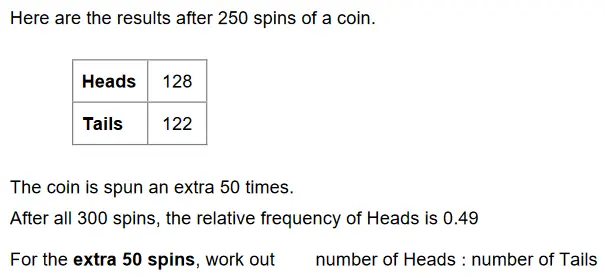 Here are the results after 250 spins of a coin.
Heads 128
Tails 122
The coin is spun an extra 50 times.
After all 300 spins, the relative frequency of Heads is 0.49
For the extra 50 spins, work out number of Heads : number of Tails